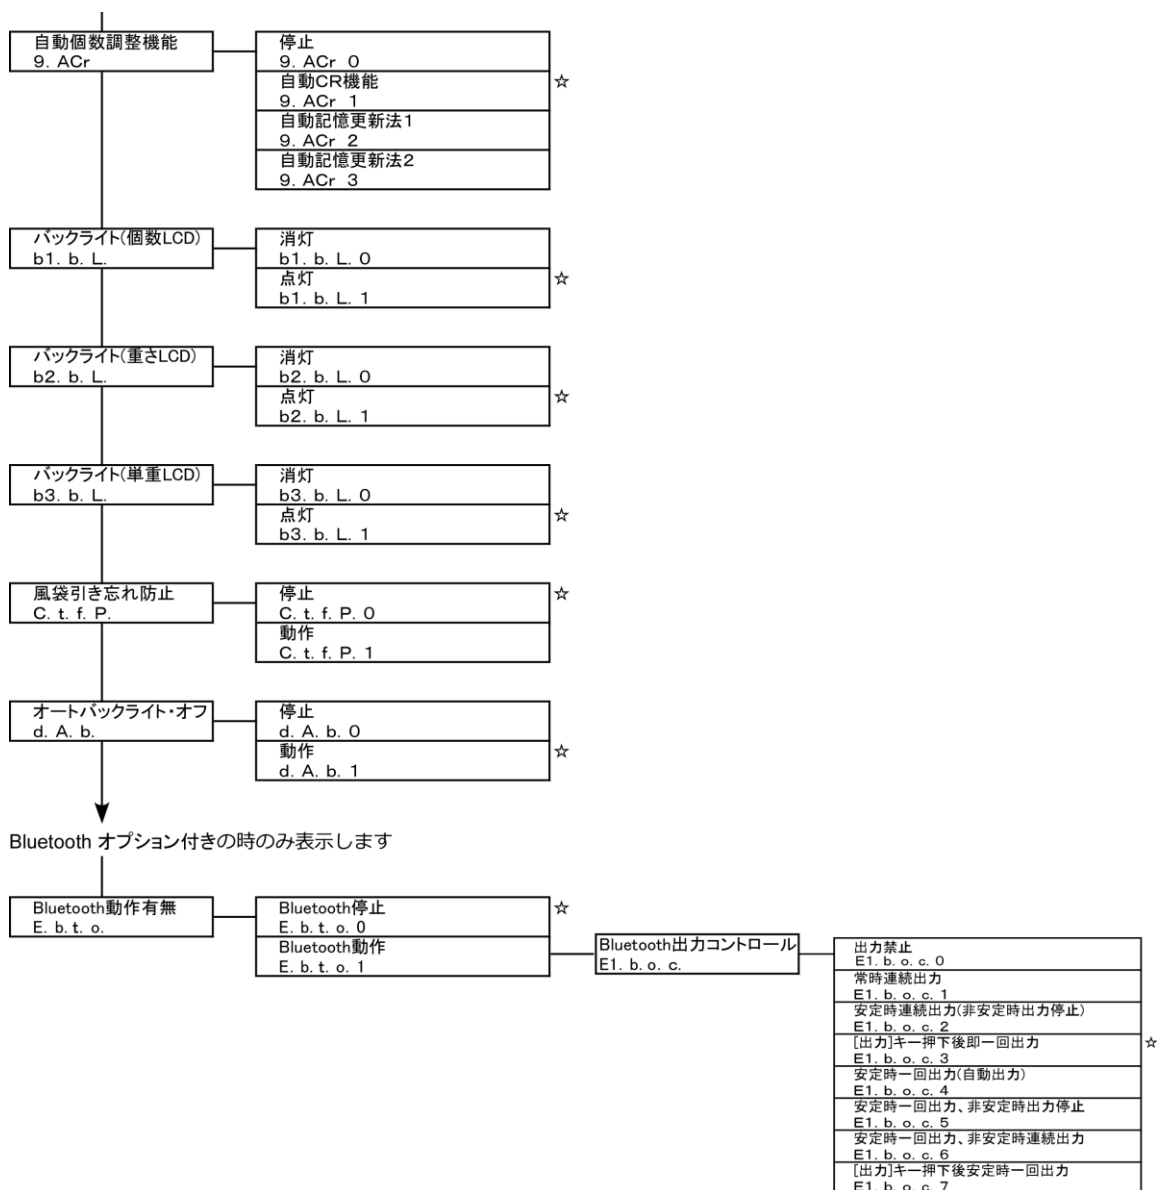 自動個数調整機能
9. ACr
停止
9. ACr 0
自動CR機能
☆
9. ACr 1
自動記憶更新法1
9. ACr 2
自動記憶更新法2
9. ACr 3
バックライト(個数LCD)
b1. b. L.
消灯
b1. b. L. 0
点灯
☆
b1. b. L. 1
バックライト(重さLCD)
b2. b. L.
消灯
b2. b. L. 0
点灯
☆
b2. b. L. 1
バックライト(単重LCD)
b3. b. L.
消灯
b3. b. L. 0
点灯
☆
b3. b. L. 1
風袋引き忘れ防止
C. t. f. P.
停止
☆
C. t. f. P. 0
動作
C. t. f. P. 1
オートバックライト・オフ
d. A. b.
停止
d. A. b. 0
動作
☆
d. A. b. 1
Bluetooth オプション付きの時のみ表示します
Bluetooth動作有無
E. b. t. o.
Bluetooth停止
☆
E. b. t. o. 0
Bluetooth動作
E. b. t. o. 1
Bluetooth出力コントロール
E1. b. o. c.
出力禁止
E1. b. o. c. 0
常時連続出力
E1. b. o. c. 1
安定時連続出力(非安定時出力停止)
E1. b. o. c. 2
[出力]キー押下後即一回出力
☆
E1. b. o. c. 3
安定時一回出力(自動出力)
E1. b. o. c. 4
安定時一回出力、非安定時出力停止
E1. b. o. c. 5
安定時一回出力、非安定時連続出力
E1. b. o. c. 6
[出力]キー押下後安定時一回出力
E1. b. o. c. 7